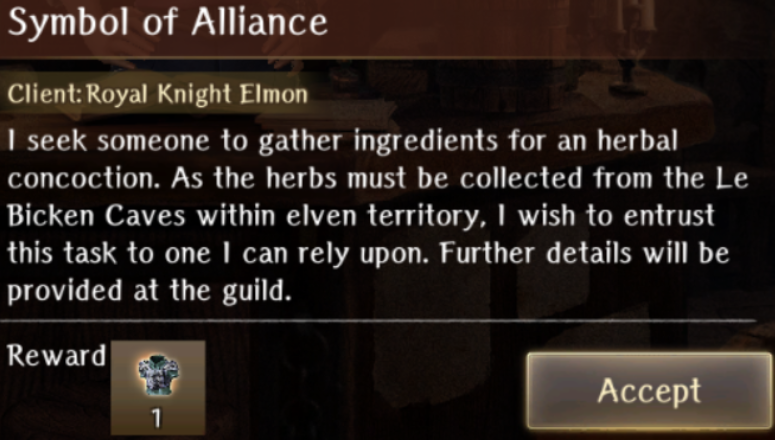 Symbol of Alliance
Client: Royal Knight Elmon
I seek someone to gather ingredients for an herbal
concoction. As the herbs must be collected from the Le
Bicken Caves within elven territory, I wish to entrust
this task to one I can rely upon. Further details will be
provided at the guild.
Reward
1
Accept